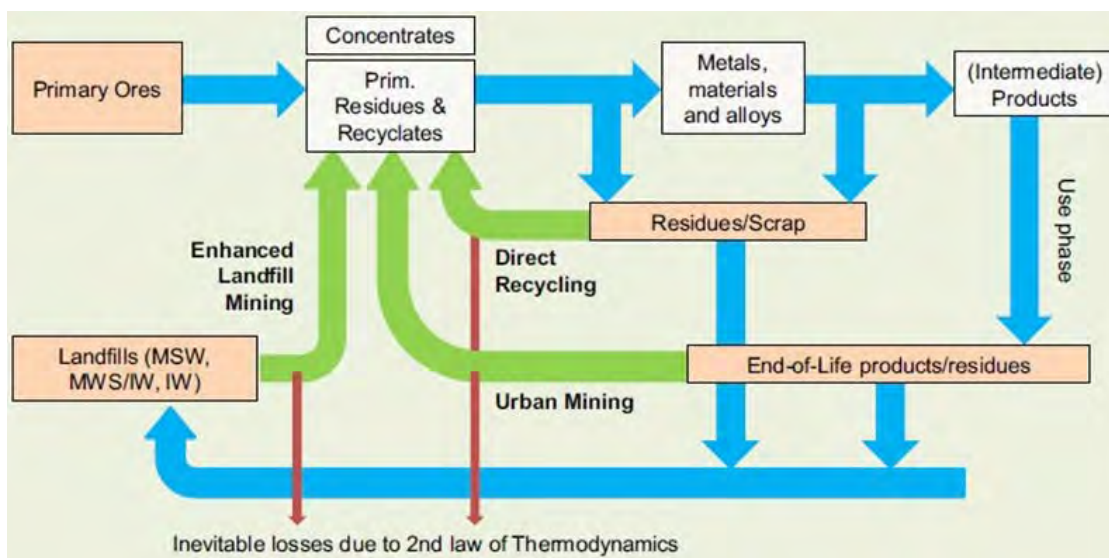 Concentrates
Primary Ores
Prim.
Residues &
Recyclates
Metals,
materials
and alloys
(Intermediate)
Products
Use phase
Residues/Scrap
Enhanced
Landfill
Mining
Direct
Recycling
Landfills (MSW,
MWS/IW, IW)
End-of-Life products/residues
Urban Mining
Inevitable losses due to 2nd law of Thermodynamics